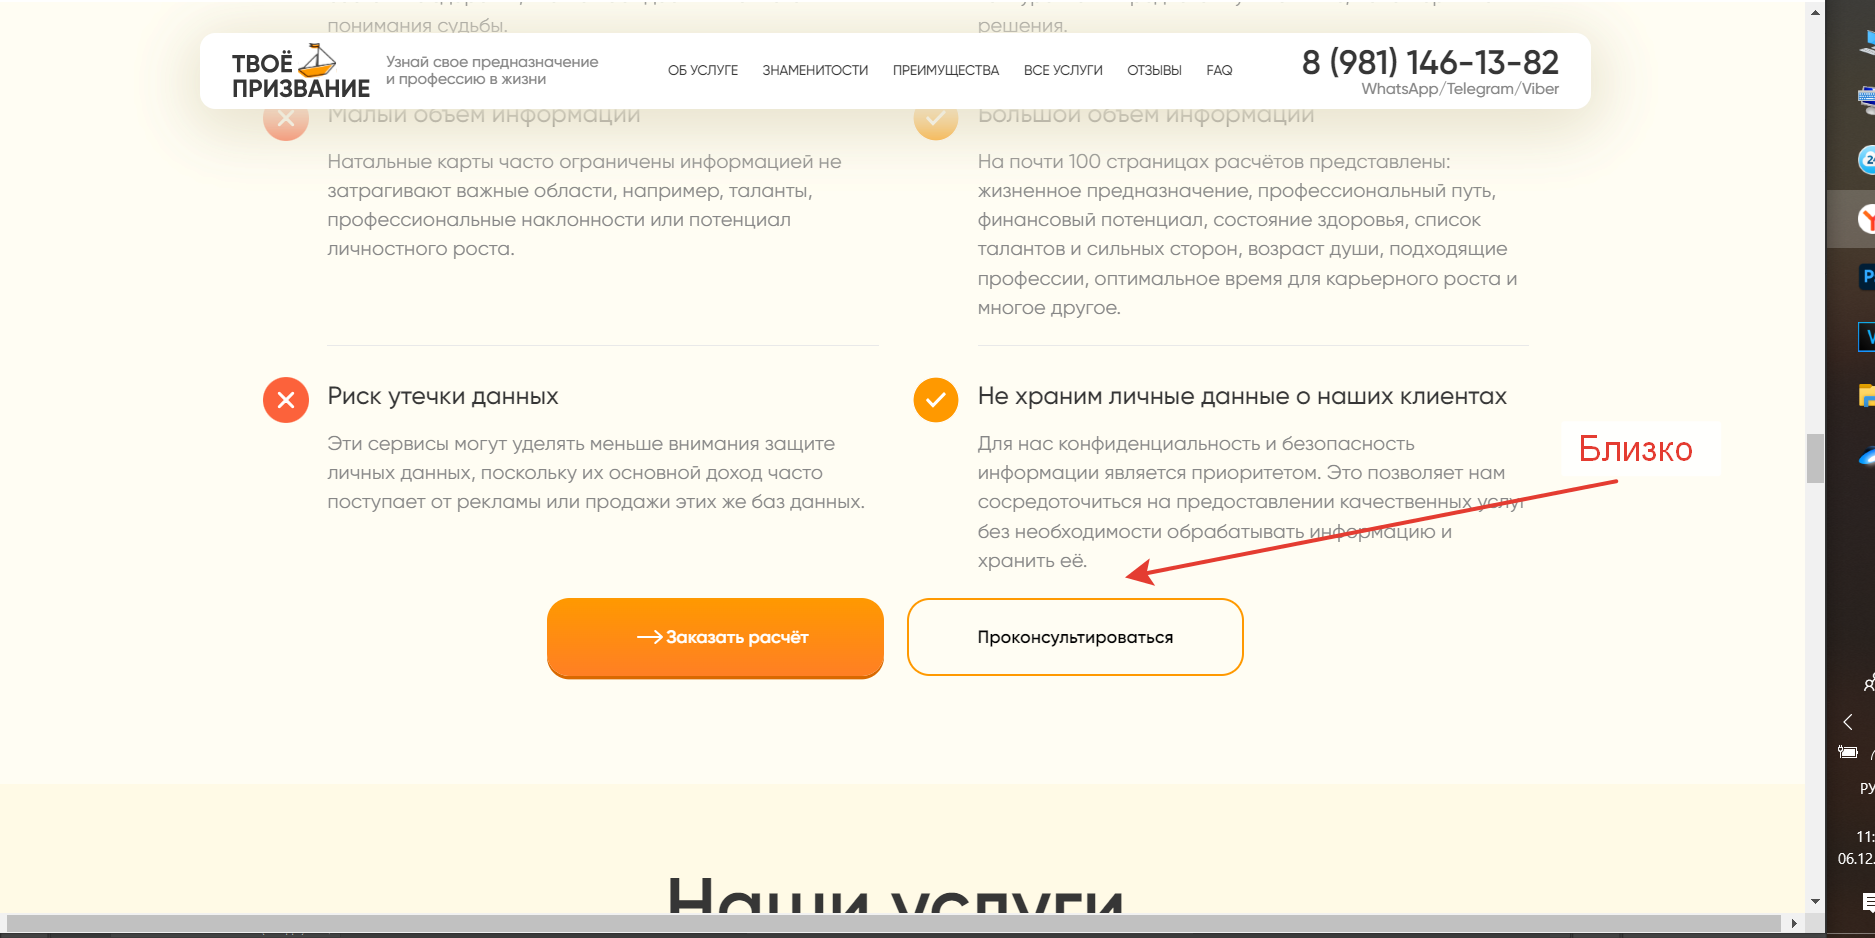 понимания судьбы.
решения.
ТВОЁ
ПРИЗВАНИЕ
Узнай свое предназначение
и профессию в жизни
ОБ УСЛУГЕ
ЗНАМЕНИТОСТИ
ПРЕИМУЩЕСТВА
ВСЕ УСЛУГИ
ОТЗЫВЫ
FAQ
8 (981) 146-13-82
WhatsApp/Telegram/Viber
Малый объём информации
Натальные карты часто ограничены информацией не
затрагивают важные области, например, таланты,
профессиональные наклонности или потенциал
личностного роста.
Большой объём информации
На почти 100 страницах расчётов представлены:
жизненное предназначение, профессиональный путь,
финансовый потенциал, состояние здоровья, список
талантов и сильных сторон, возраст души, подходящие
профессии, оптимальное время для карьерного роста и
многое другое.
Риск утечки данных
Эти сервисы могут уделять меньше внимания защите
личных данных, поскольку их основной доход часто
поступает от рекламы или продажи этих же баз данных.
Не храним личные данные о наших клиентах
Для нас конфиденциальность и безопасность
информации является приоритетом. Это позволяет нам
сосредоточиться на предоставлении качественных услуг
без необходимости обрабатывать информацию и
хранить её.
Близко
Заказать расчёт
Проконсультироваться
Наши услуги
РУ
11:
06.12.